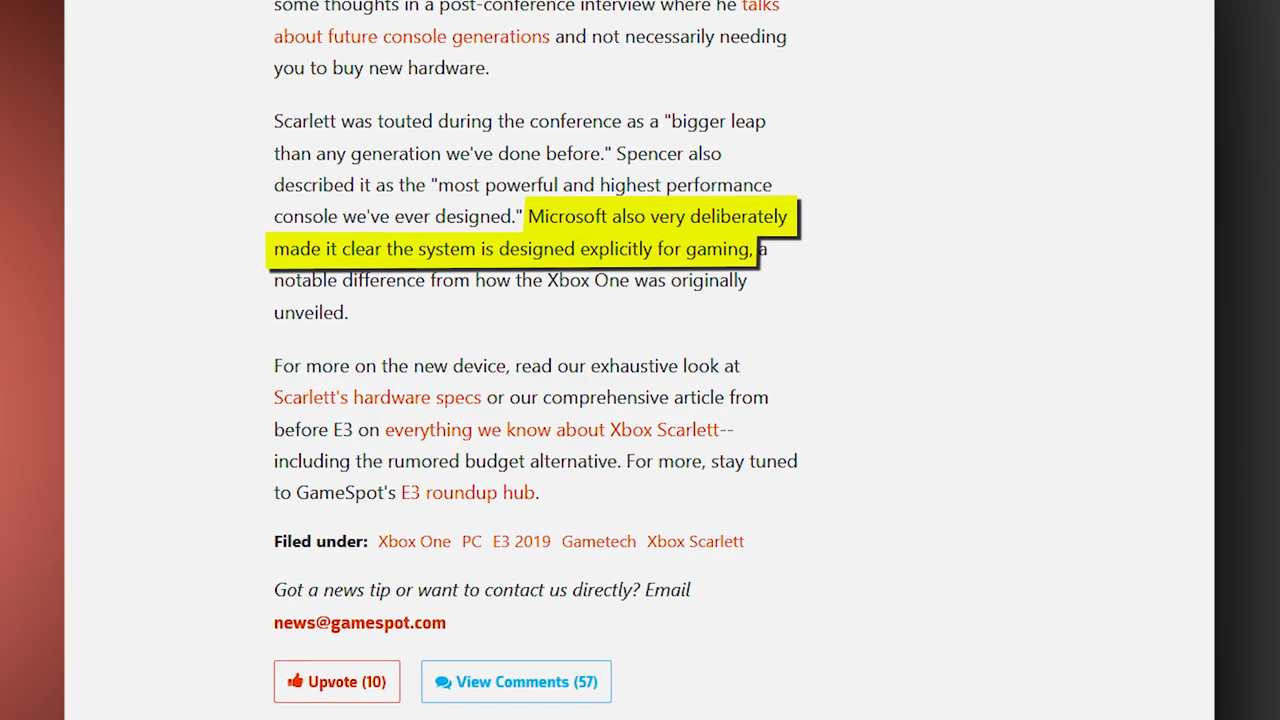 some thoughts in a post-conference interview where he talks
about future console generations and not necessarily needing
you to buy new hardware.
Scarlett was touted during the conference as a "bigger leap
than any generation we've done before." Spencer also
described it as the "most powerful and highest performance
console we've ever designed." Microsoft also very deliberately
made it clear the system is designed explicitly for gaming, a
notable difference from how the Xbox One was originally
unveiled.
For more on the new device, read our exhaustive look at
Scarlett's hardware specs or our comprehensive article from
before E3 on everything we know about Xbox Scarlett--
including the rumored budget alternative. For more, stay tuned
to GameSpot's E3 roundup hub.
Filed under: Xbox One PC E3 2019 Gametech Xbox Scarlett
Got a news tip or want to contact us directly? Email
news@gamespot.com
Upvote (10) View Comments (57)